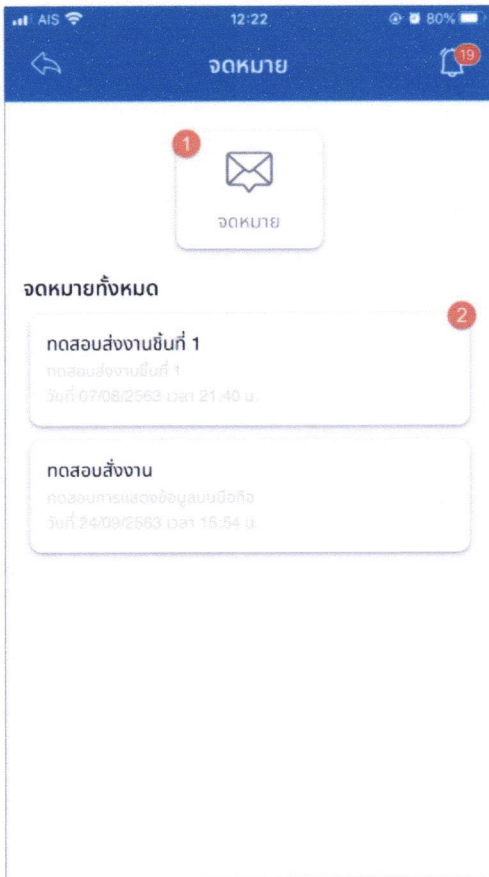 AIS 12:22 80%
จดหมาย 19
1
จดหมาย
จดหมายทั้งหมด
2
ทดสอบส่งงานชิ้นที่ 1
ทดสอบส่งงานชิ้นที่ 1
วันที่ 07/08/2563 เวลา 21:40 น.
ทดสอบสั่งงาน
ทดสอบการแสดงข้อมูลบนมือถือ
วันที่ 24/09/2563 เวลา 15:54 น.